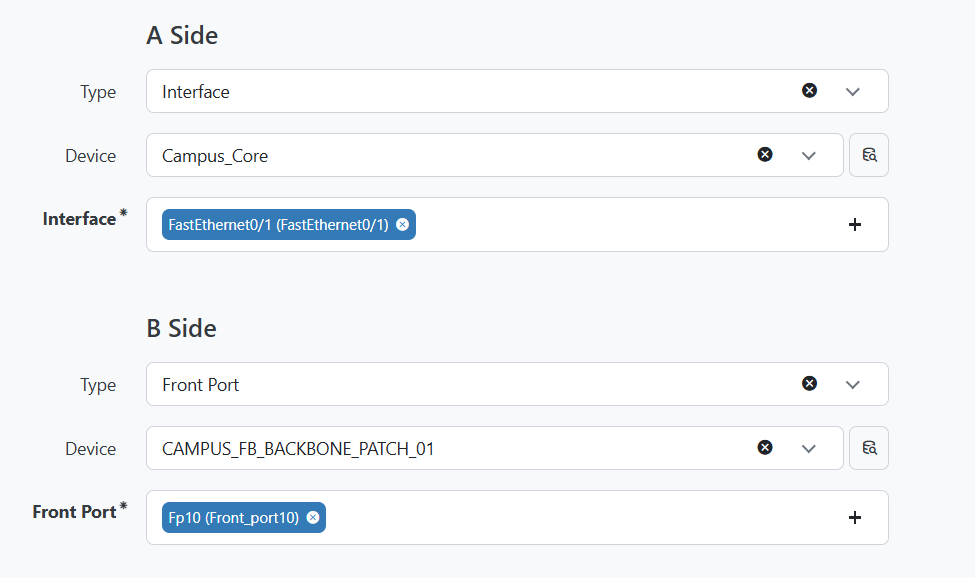 A Side
Type Interface
Device Campus_Core
Interface* FastEthernet0/1 (FastEthernet0/1)
B Side
Type Front Port
Device CAMPUS_FB_BACKBONE_PATCH_01
Front Port* Fp10 (Front_port10)